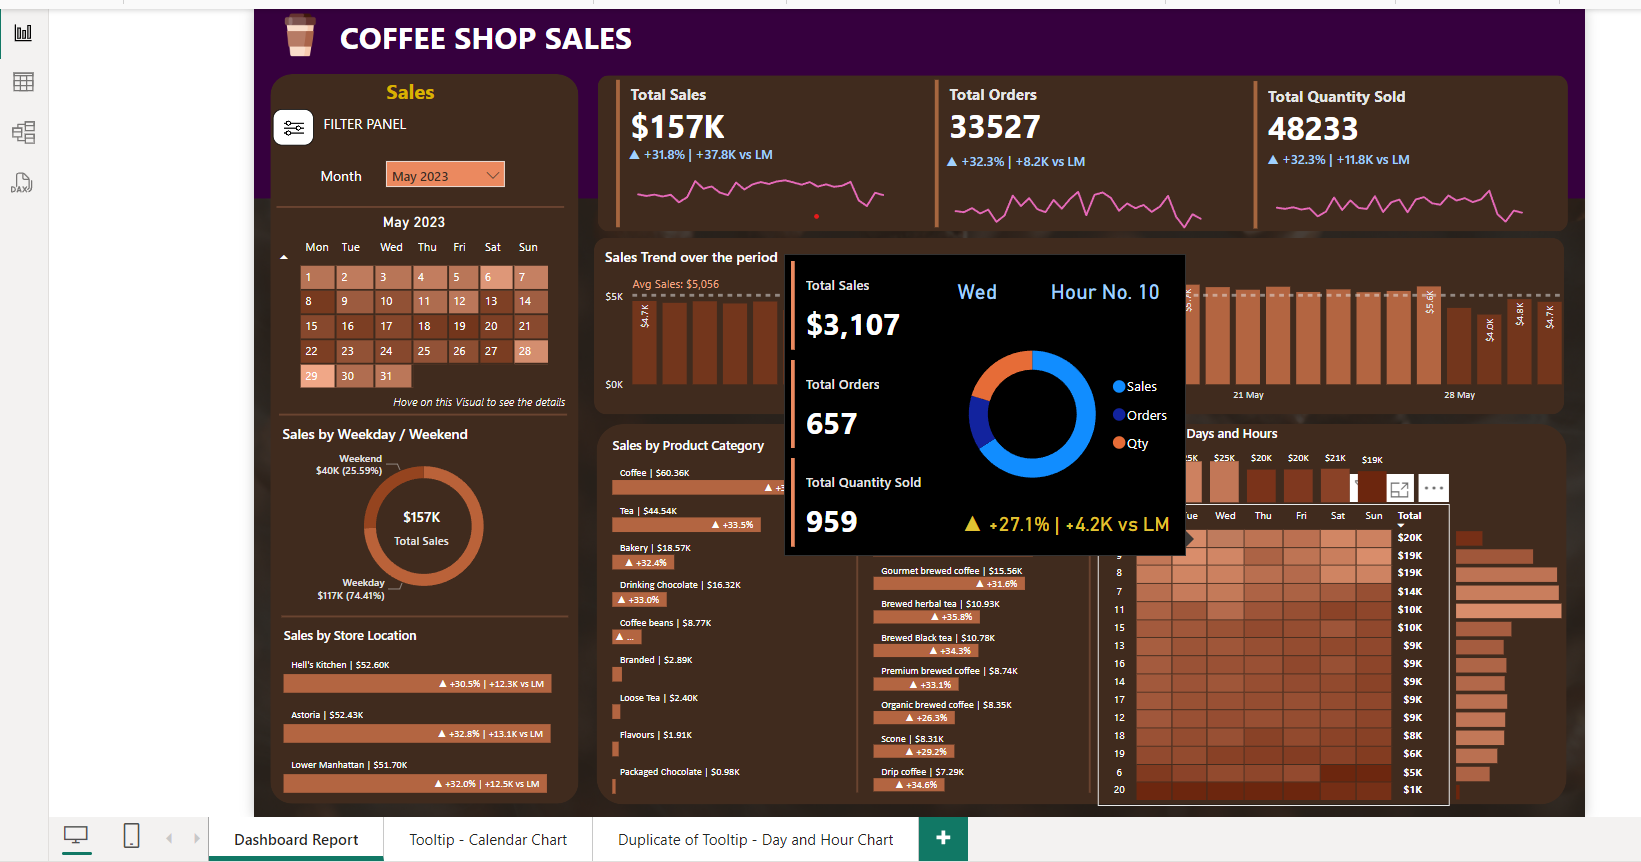 COFFEE SHOP SALES
Sales
FILTER PANEL
Month
May 2023
May 2023
Mon Tue Wed Thu Fri Sat Sun
1 2 3 4 5 6 7
8 9 10 11 12 13 14
15 16 17 18 19 20 21
22 23 24 25 26 27 28
29 30 31
Hove on this Visual to see the details
Sales by Weekday / Weekend
Weekend
$40K (25.59%)
$157K
Total Sales
Weekday
$117K (74.41%)
Sales by Store Location
Hell's Kitchen | $52.60K
▲ +30.5% | +12.3K vs LM
Astoria | $52.43K
▲ +32.8% | +13.1K vs LM
Lower Manhattan | $51.70K
▲ +32.0% | +12.5K vs LM
Total Sales
$157K
▲ +31.8% | +37.8K vs LM
Total Orders
33527
▲ +32.3% | +8.2K vs LM
Total Quantity Sold
48233
▲ +32.3% | +11.8K vs LM
Sales Trend over the period
Avg Sales: $5,056
$5K
$0K
$4.7K
$5.6K
$4.0K
$4.8K
$4.7K
21 May
28 May
Total Sales
$3,107
Wed
Hour No. 10
Total Orders
657
Total Quantity Sold
959
Sales
Orders
Qty
▲ +27.1% | +4.2K vs LM
Sales by Product Category
Coffee | $60.36K
Tea | $44.54K
▲ +33.5%
Bakery | $18.57K
▲ +32.4%
Drinking Chocolate | $16.32K
▲ +33.0%
Coffee beans | $8.77K
▲ ...
Branded | $2.89K
Loose Tea | $2.40K
Flavours | $1.91K
Packaged Chocolate | $0.98K
Gourmet brewed coffee | $15.56K
▲ +31.6%
Brewed herbal tea | $10.93K
▲ +35.8%
Brewed Black tea | $10.78K
▲ +34.3%
Premium brewed coffee | $8.74K
▲ +33.1%
Organic brewed coffee | $8.35K
▲ +26.3%
Scone | $8.31K
▲ +29.2%
Drip coffee | $7.29K
▲ +34.6%
Days and Hours
$25K $20K $20K $21K $19K
Wed Thu Fri Sat Sun Total
$20K
9 $19K
8 $19K
7 $14K
11 $10K
15 $10K
13 $9K
16 $9K
14 $9K
17 $9K
12 $9K
18 $8K
19 $6K
6 $5K
20 $1K
DAX
Dashboard Report
Tooltip - Calendar Chart
Duplicate of Tooltip - Day and Hour Chart
+